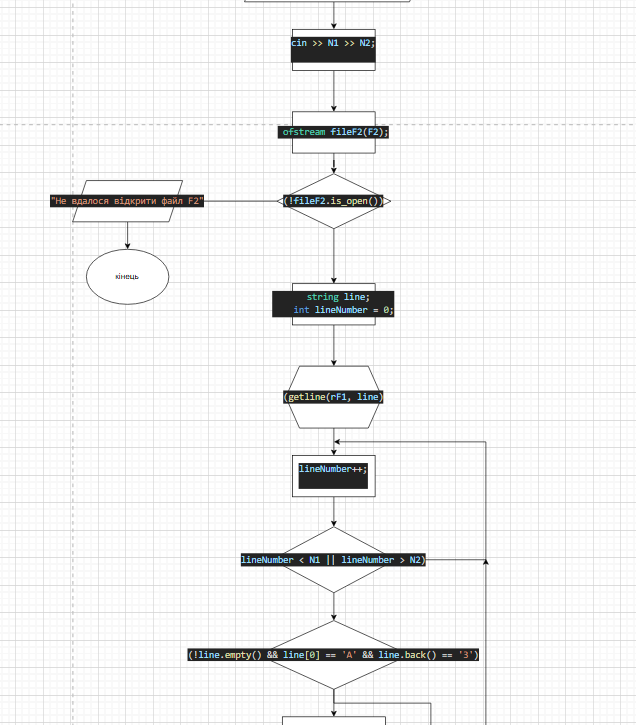 cin >> N1 >> N2;
ofstream fileF2(F2);
(!fileF2.is_open())
"Не вдалося відкрити файл F2"
кінець
string line;
int lineNumber = 0;
(getline(rF1, line)
lineNumber++;
lineNumber < N1 || lineNumber > N2)
(!line.empty() && line[0] == 'A' && line.back() == '3')